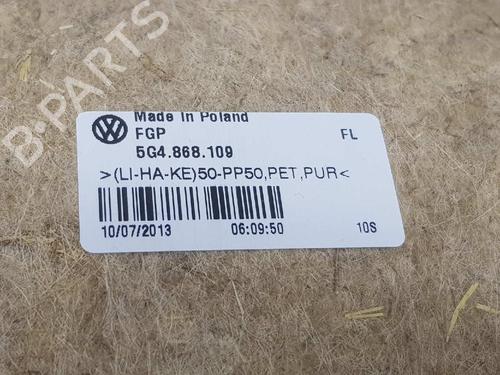 B-PARTS
Made In Poland
FGP
FL
5G4.868.109
>(LI-HA-KE)50-PP50,PET,PUR<
10/07/2013 06:09:50 10S